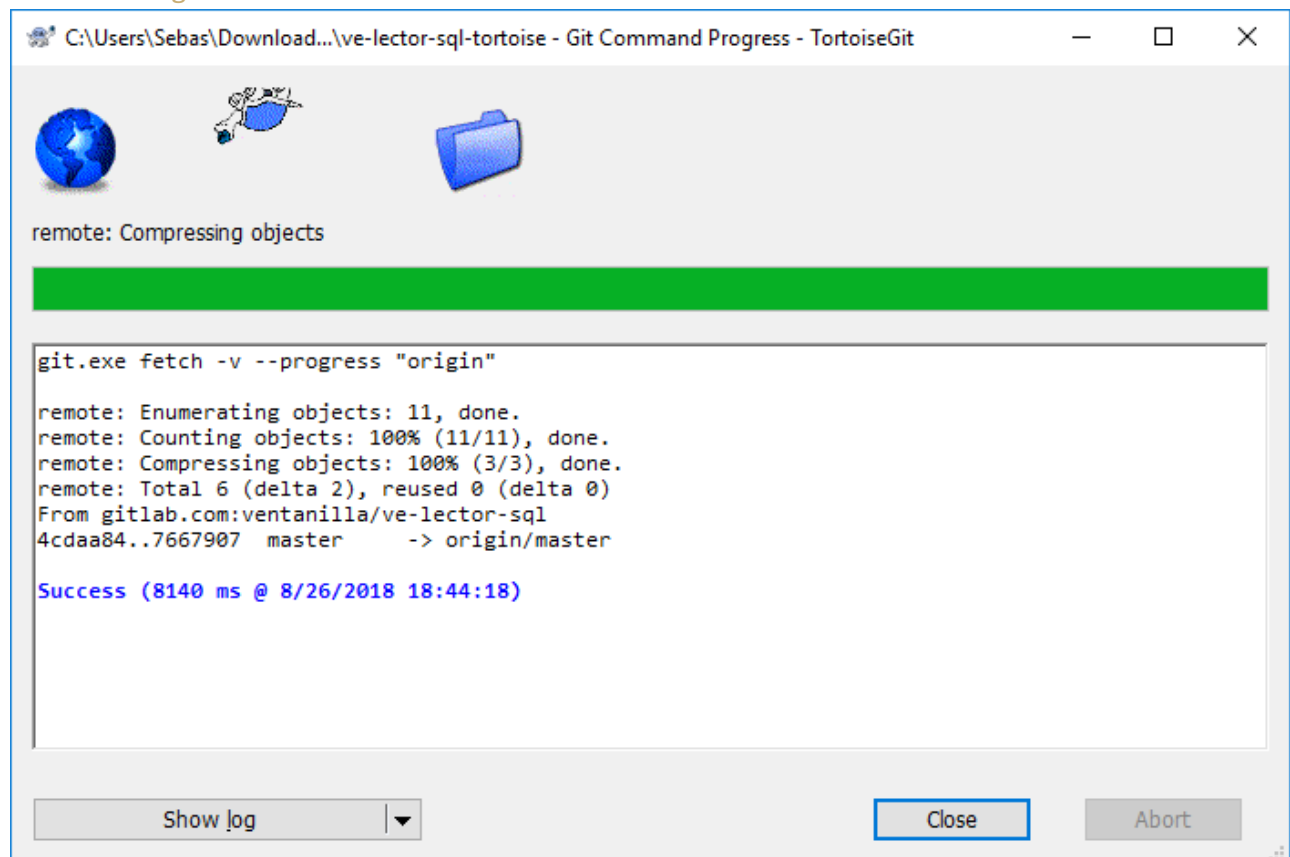 C:\Users\Sebas\Download...\ve-lector-sql-tortoise - Git Command Progress - TortoiseGit
remote: Compressing objects
git.exe fetch -v --progress "origin"
remote: Enumerating objects: 11, done.
remote: Counting objects: 100% (11/11), done.
remote: Compressing objects: 100% (3/3), done.
remote: Total 6 (delta 2), reused 0 (delta 0)
From gitlab.com:ventanilla/ve-lector-sql
4cdaa84..7667907  master     -> origin/master
Success (8140 ms @ 8/26/2018 18:44:18)
Show log
Close
Abort